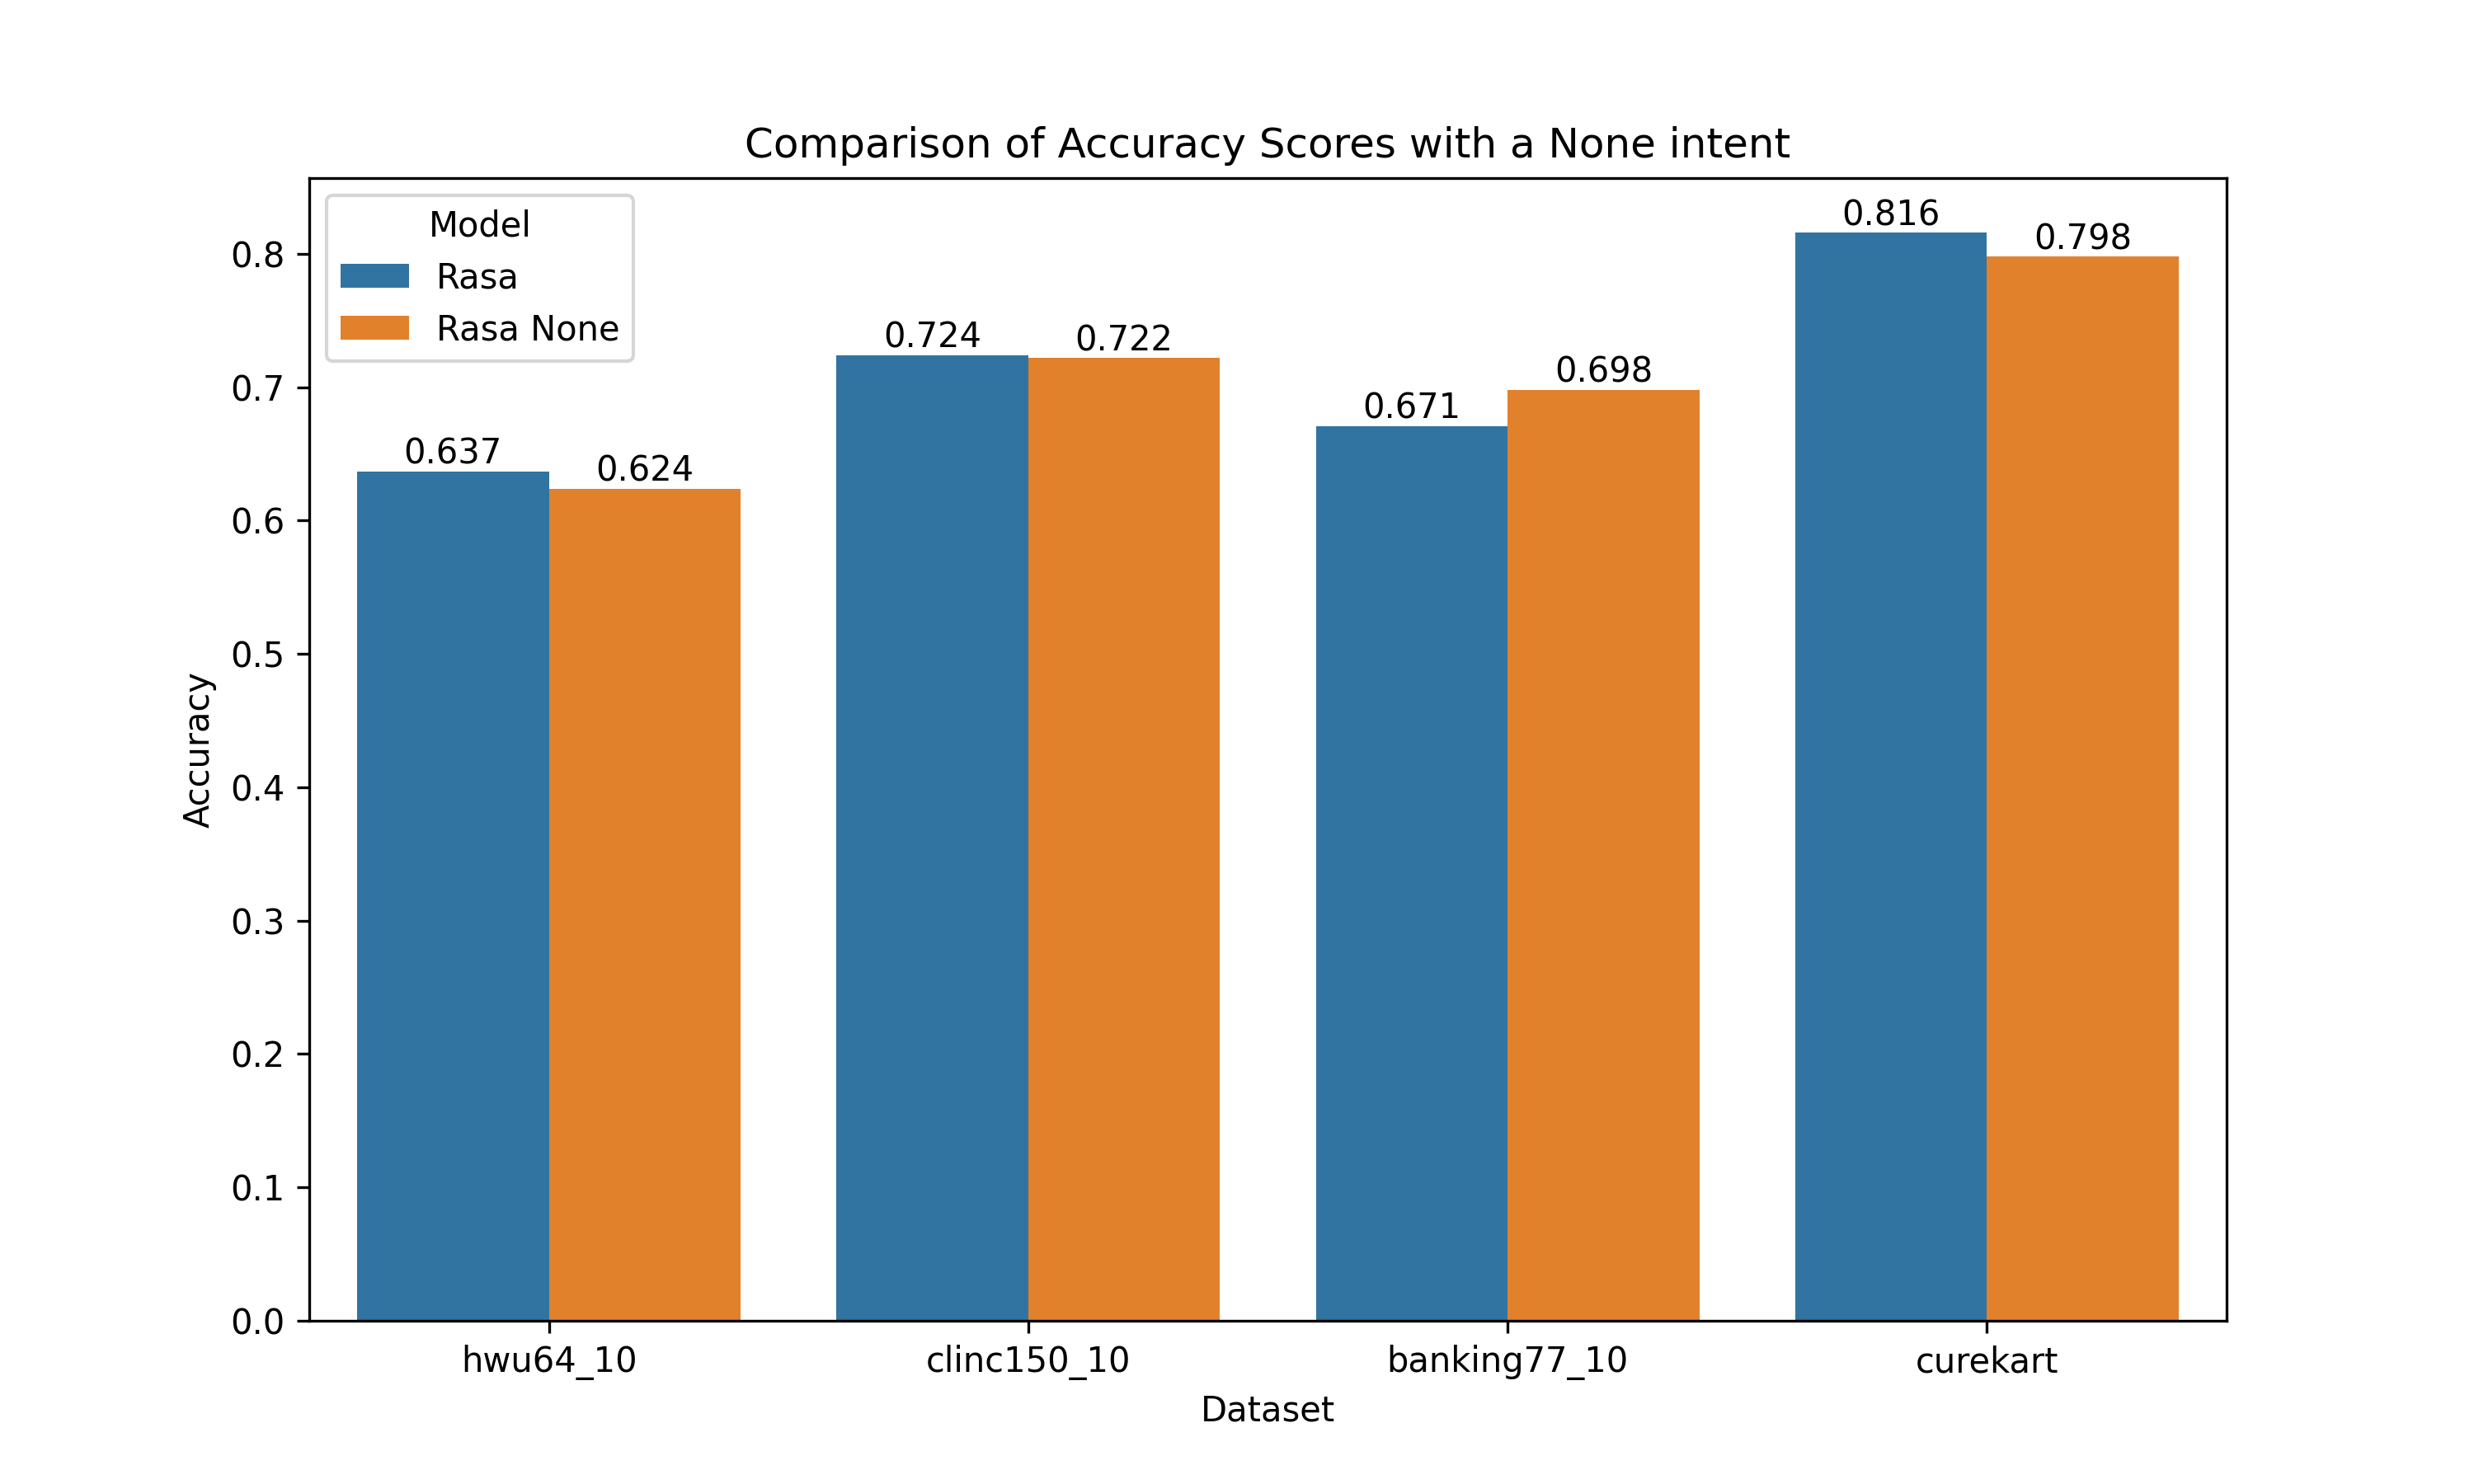 Comparison of Accuracy Scores with a None intent
Model
Rasa
Rasa None
0.637
0.624
0.724
0.722
0.671
0.698
0.816
0.798
Accuracy
0.8
0.7
0.6
0.5
0.4
0.3
0.2
0.1
0.0
hwu64_10
clinc150_10
banking77_10
curekart
Dataset